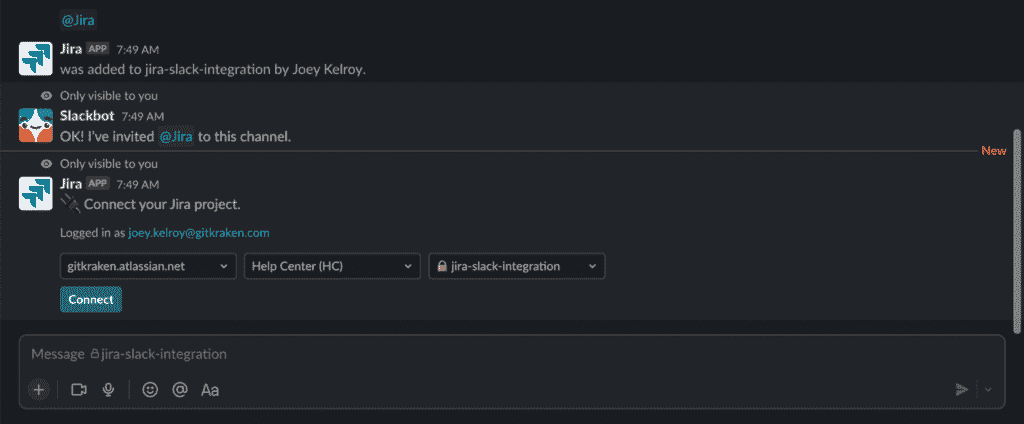 @Jira
Jira APP 7:49 AM
was added to jira-slack-integration by Joey Kelroy.
Only visible to you
Slackbot 7:49 AM
OK! I've invited @Jira to this channel.
New
Only visible to you
Jira APP 7:49 AM
Connect your Jira project.
Logged in as joey.kelroy@gitkraken.com
gitkraken.atlassian.net Help Center (HC) jira-slack-integration
Connect
Message jira-slack-integration
Aa